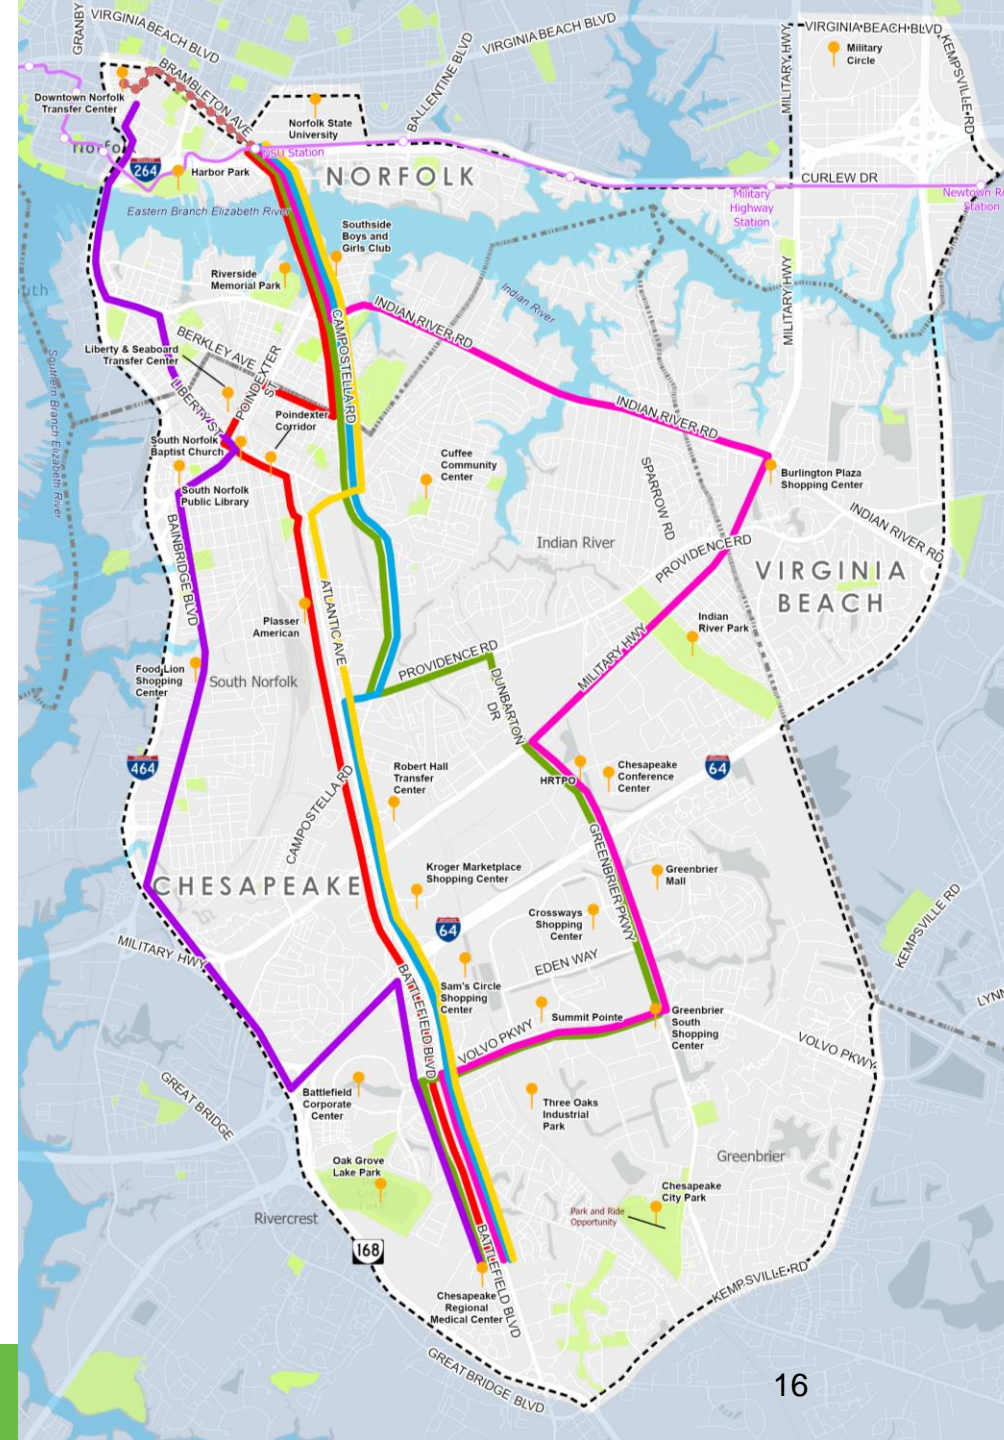 GRANBY
VIRGINIA BEACH BLVD
VIRGINIA BEACH BLVD
BALLENTINE BLVD
MILITARY HWY
VIRGINIA BEACH BLVD
KEMPSVILLE RD
Military
Circle
BRAMBLETON AVE
Downtown Norfolk
Transfer Center
Norfolk State
University
Norfo
INTERSTATE
264
Harbor Park
NSU Station
NORFOLK
CURLEW DR
Military
Highway
Station
Newtown R
Station
Eastern Branch Elizabeth River
Southside
Boys and
Girls Club
Riverside
Memorial Park
Indian River
INDIAN RIVER RD
MILITARY HWY
uth
CAMPOSTELLA RD
BERKLEY AVE
Liberty & Seaboard
Transfer Center
POINDEXTER
ST
LIBERTY ST
Poindexter
Corridor
INDIAN RIVER RD
Southern Branch Elizabeth River
South Norfolk
Baptist Church
South Norfolk
Public Library
Cuffee
Community
Center
SPARROW RD
Burlington Plaza
Shopping Center
INDIAN RIVER RD
BAINBRIDGE BLVD
Indian River
PROVIDENCE RD
VIRGINIA
BEACH
ATLANTIC AVE
Plasser
American
Indian
River Park
Food Lion
Shopping
Center
South Norfolk
PROVIDENCE RD
DUNBARTON
DR
MILITARY HWY
464
CAMPOSTELLA RD
Robert Hall
Transfer
Center
HRTPO
Chesapeake
Conference
Center
64
GREENBRIER PKWY
CHESAPEAKE
Kroger Marketplace
Shopping Center
Greenbrier
Mall
Crossways
Shopping
Center
64
MILITARY HWY
EDEN WAY
KEMPSVILLE RD
BATTLEFIELD BLVD
Sam's Circle
Shopping
Center
Summit Pointe
Greenbrier
South
Shopping
Center
LYNN
VOLVO PKWY
VOLVO PKWY
GREAT BRIDGE
Battlefield
Corporate
Center
Three Oaks
Industrial
Park
Oak Grove
Lake Park
Greenbrier
Chesapeake
City Park
Park and Ride
Opportunity
Rivercrest
168
BATTLEFIELD BLVD
Chesapeake
Regional
Medical Center
KEMPSVILLE RD
GREAT BRIDGE BLVD
16